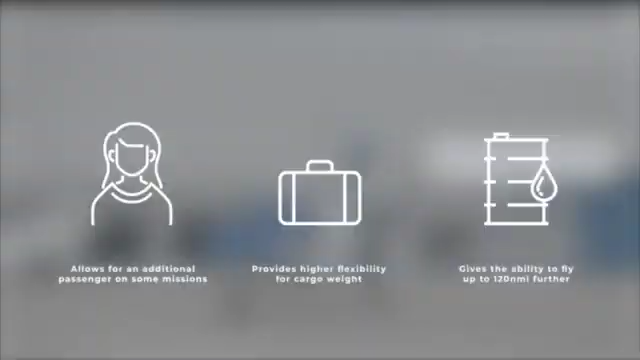 Allows for an additional
passenger on some missions
Provides higher flexibility
for cargo weight
Gives the ability to fly
up to 120nmi further